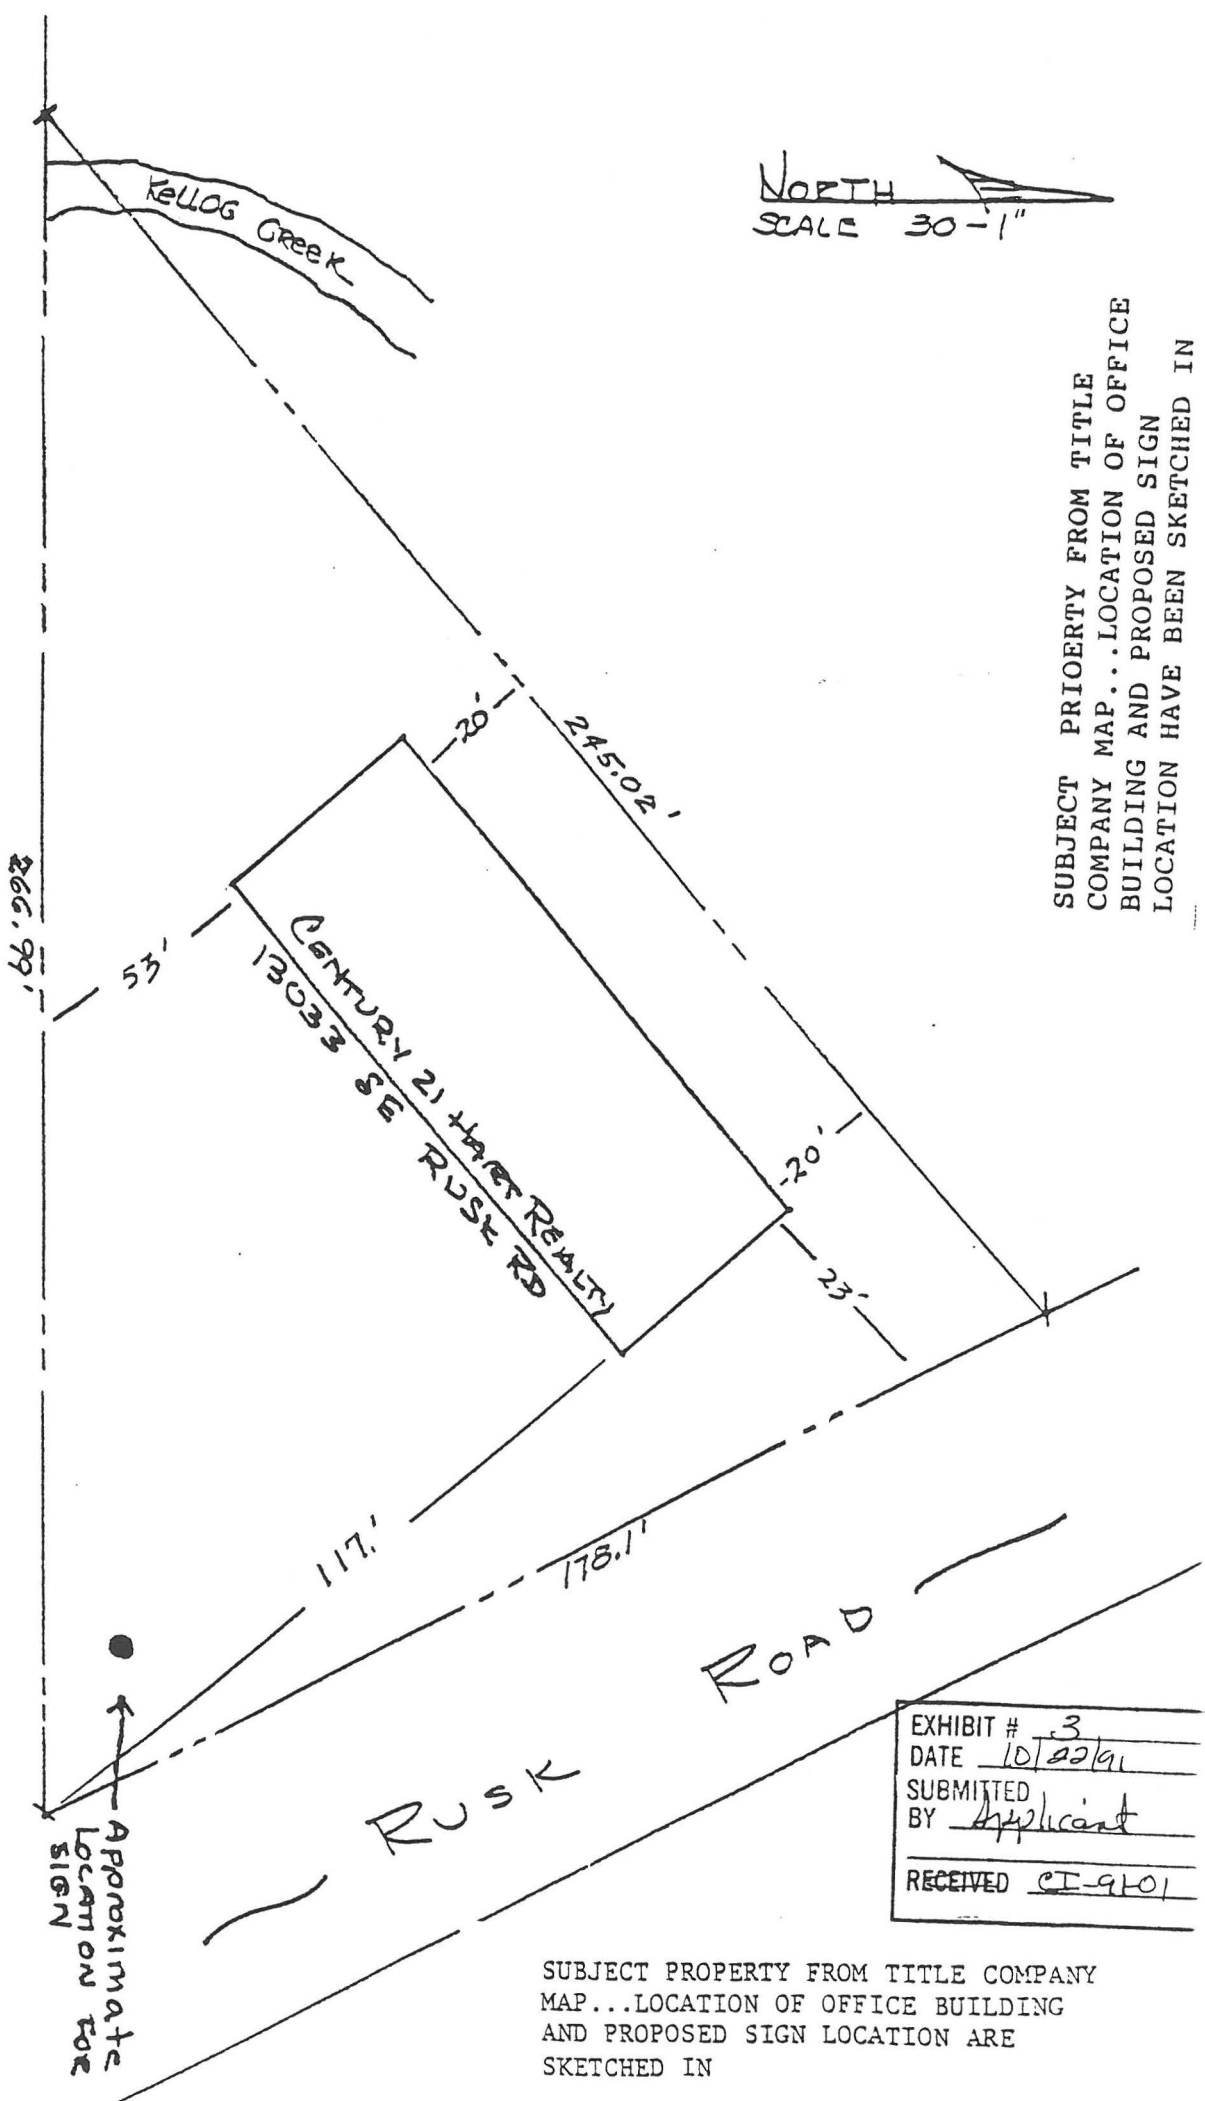 KELLOG CREEK
NORTH
SCALE 30-1"
SUBJECT PRIOERTY FROM TITLE
COMPANY MAP...LOCATION OF OFFICE
BUILDING AND PROPOSED SIGN
LOCATION HAVE BEEN SKETCHED IN
20'
245.02'
266.99'
53'
CENTURY 21 HART REALTY
13033 SE RUSK RD
20'
23'
117.'
178.1'
RUSK ROAD
APPROXIMATE
LOCATION FOR
SIGN
EXHIBIT # 3
DATE 10/22/91
SUBMITTED
BY Applicant
RECEIVED CI-91-01
SUBJECT PROPERTY FROM TITLE COMPANY
MAP...LOCATION OF OFFICE BUILDING
AND PROPOSED SIGN LOCATION ARE
SKETCHED IN